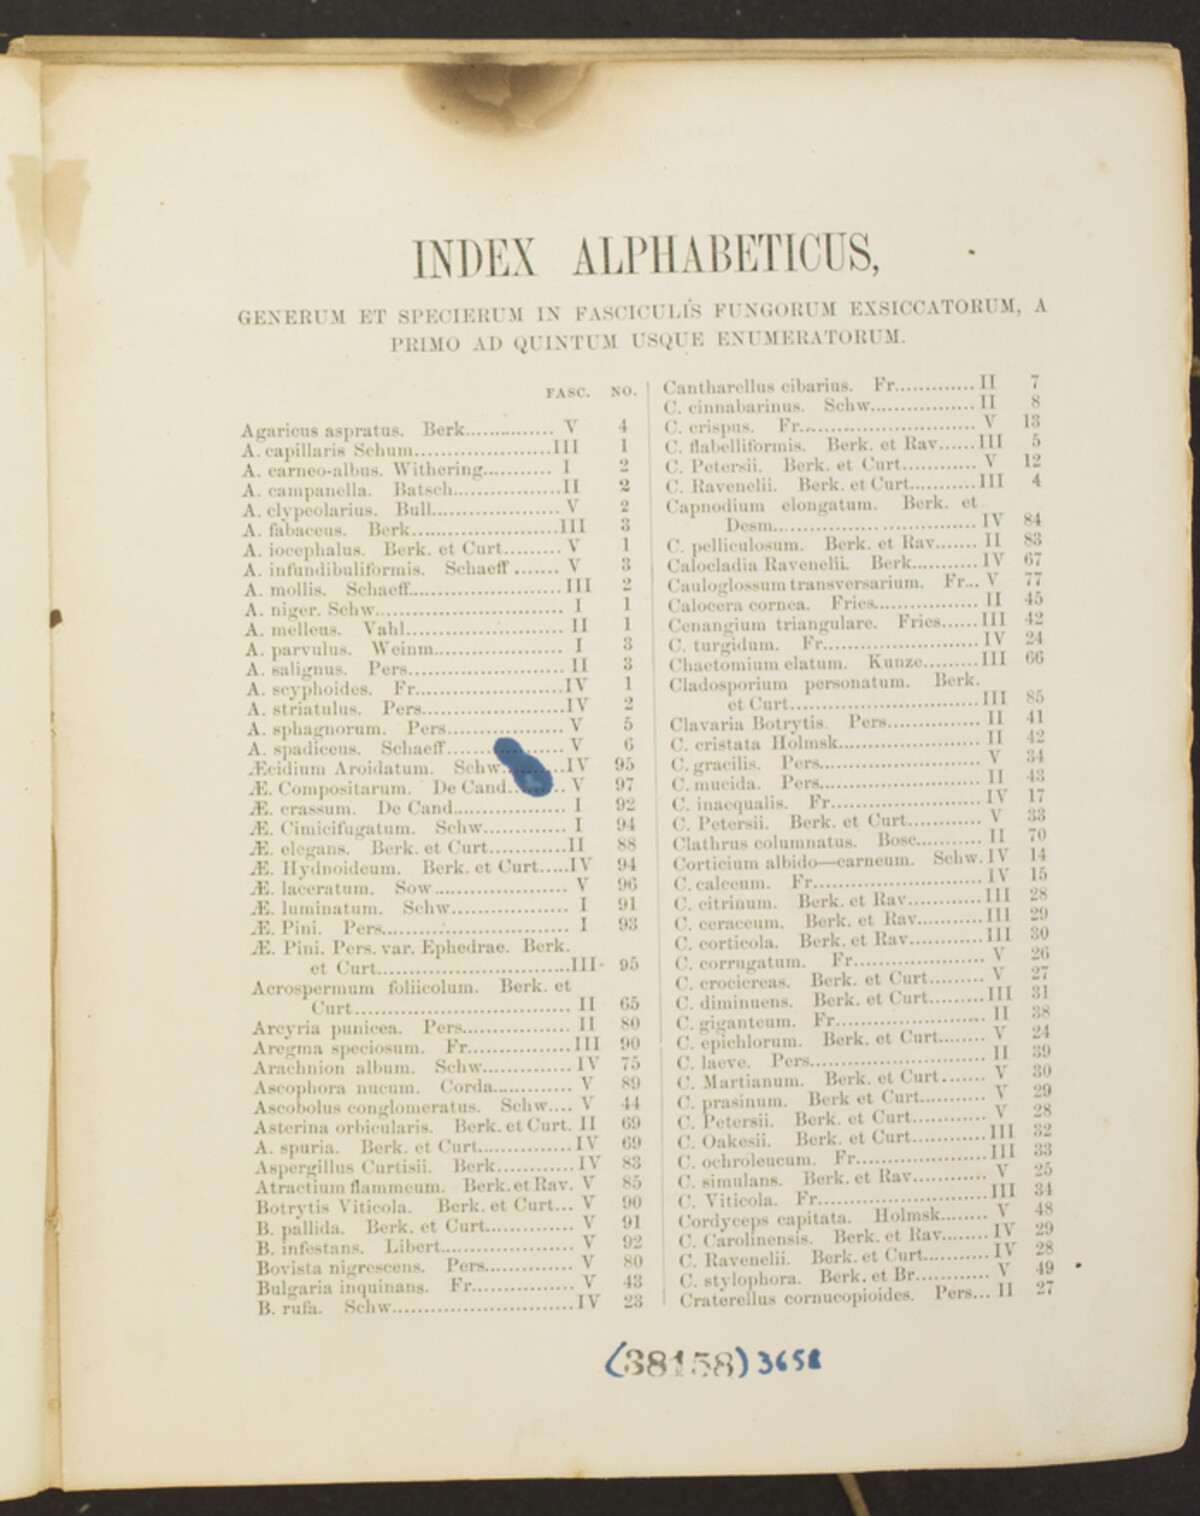 INDEX ALPHABETICUS,
GENERUM ET SPECIERUM IN FASCICULIS FUNGORUM EXSICCATORUM, A
PRIMO AD QUINTUM USQUE ENUMERATORUM.
FASC. NO.
Agaricus aspratus. Berk............... V 4
A. capillaris Schum.......................III 1
A. carneo-albus. Withering........... I 2
A. campanella. Batsch..................II 2
A. clypeolarius. Bull..................... V 2
A. fabaceus. Berk.........................III 3
A. iocephalus. Berk. et Curt......... V 1
A. infundibuliformis. Schaeff ....... V 3
A. mollis. Schaeff.........................III 2
A. niger. Schw............................... I 1
A. melleus. Vahl.......................... II 1
A. parvulus. Weinm..................... I 3
A. salignus. Pers.......................... II 3
A. scyphoides. Fr.........................IV 1
A. striatulus. Pers........................IV 2
A. sphagnorum. Pers.................... V 5
A. spadiceus. Schaeff.................... V 6
Æcidium Aroidatum. Schw...........IV 95
Æ. Compositarum. De Cand......... V 97
Æ. crassum. De Cand................... I 92
Æ. Cimicifugatum. Schw.............. I 94
Æ. elegans. Berk. et Curt.............II 88
Æ. Hydnoideum. Berk. et Curt.....IV 94
Æ. laceratum. Sow....................... V 96
Æ. luminatum. Schw.................... I 91
Æ. Pini. Pers................................ I 93
Æ. Pini. Pers. var. Ephedrae. Berk.
et Curt................................III 95
Acrospermum foliicolum. Berk. et
Curt.................................... II 65
Arcyria punicea. Pers.................. II 80
Aregma speciosum. Fr.................III 90
Arachnion album. Schw...............IV 75
Ascophora nucum. Corda............. V 89
Ascobolus conglomeratus. Schw.... V 44
Asterina orbicularis. Berk. et Curt. II 69
A. spuria. Berk. et Curt................IV 69
Aspergillus Curtisii. Berk.............IV 83
Atractium flammeum. Berk. et Rav. V 85
Botrytis Viticola. Berk. et Curt... V 90
B. pallida. Berk. et Curt............... V 91
B. infestans. Libert....................... V 92
Bovista nigrescens. Pers............... V 80
Bulgaria inquinans. Fr.................. V 43
B. rufa. Schw...............................IV 23
Cantharellus cibarius. Fr............. II 7
C. cinnabarinus. Schw................. II 8
C. crispus. Fr............................... V 13
C. flabelliformis. Berk. et Rav......III 5
C. Petersii. Berk. et Curt............. V 12
C. Ravenelii. Berk. et Curt..........III 4
Capnodium elongatum. Berk. et
Desm................................... IV 84
C. pelliculosum. Berk. et Rav....... II 83
Calocladia Ravenelii. Berk........... IV 67
Cauloglossum transversarium. Fr... V 77
Calocera cornea. Fries................. II 45
Cenangium triangulare. Fries...... III 42
C. turgidum. Fr.......................... IV 24
Chaetomium elatum. Kunze.........III 66
Cladosporium personatum. Berk.
et Curt............................... III 85
Clavaria Botrytis. Pers............... II 41
C. cristata Holmsk...................... II 42
C. gracilis. Pers........................... V 34
C. mucida. Pers.......................... II 43
C. inaequalis. Fr......................... IV 17
C. Petersii. Berk. et Curt............. V 33
Clathrus columnatus. Bosc.......... II 70
Corticium albido—carneum. Schw. IV 14
C. calceum. Fr............................ IV 15
C. citrinum. Berk. et Rav............ III 28
C. ceraceum. Berk. et Rav........... III 29
C. corticola. Berk. et Rav............ III 30
C. corrugatum. Fr...................... V 26
C. crocicreas. Berk. et Curt......... V 27
C. diminuens. Berk. et Curt......... III 31
C. giganteum. Fr........................ II 38
C. epichlorum. Berk. et Curt........ V 24
C. laeve. Pers............................. II 39
C. Martianum. Berk. et Curt....... V 30
C. prasinum. Berk et Curt........... V 29
C. Petersii. Berk. et Curt............ V 28
C. Oakesii. Berk. et Curt............ III 32
C. ochroleucum. Fr..................... III 33
C. simulans. Berk. et Rav............ V 25
C. Viticola. Fr........................... III 34
Cordyceps capitata. Holmsk........ V 48
C. Carolinensis. Berk. et Rav........ IV 29
C. Ravenelii. Berk. et Curt.......... IV 28
C. stylophora. Berk. et Br............ V 49
Craterellus cornucopioides. Pers... II 27
(38158) 3658